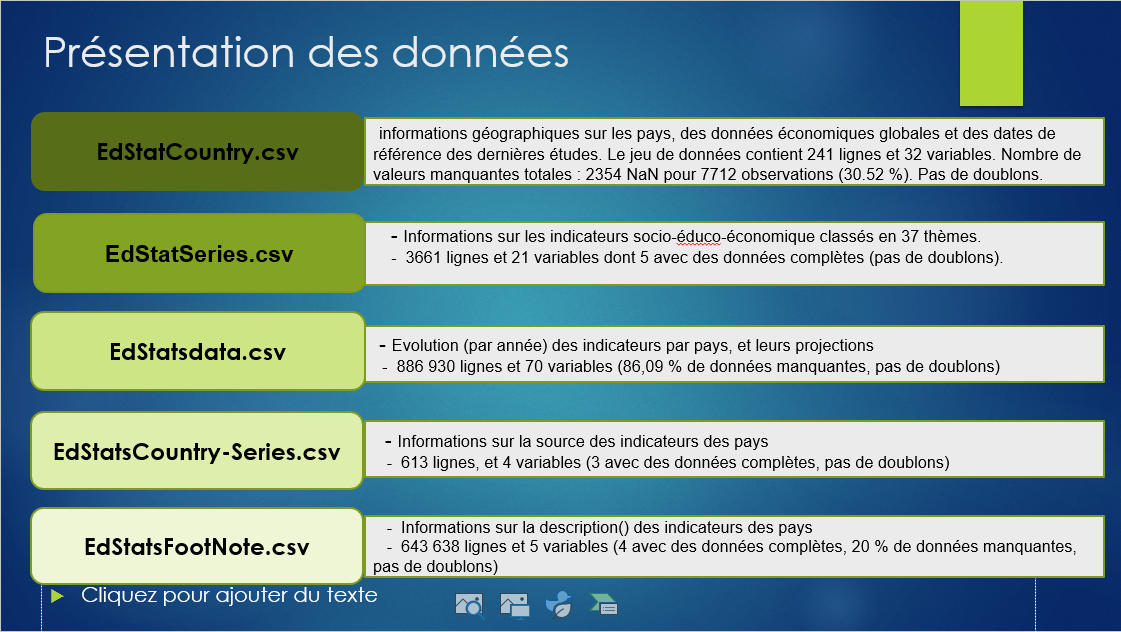 Présentation des données
EdStatCountry.csv
informations géographiques sur les pays, des données économiques globales et des dates de
référence des dernières études. Le jeu de données contient 241 lignes et 32 variables. Nombre de
valeurs manquantes totales : 2354 NaN pour 7712 observations (30.52 %). Pas de doublons.
EdStatSeries.csv
- Informations sur les indicateurs socio-éduco-économique classés en 37 thèmes.
- 3661 lignes et 21 variables dont 5 avec des données complètes (pas de doublons).
EdStatsdata.csv
- Evolution (par année) des indicateurs par pays, et leurs projections
- 886 930 lignes et 70 variables (86,09 % de données manquantes, pas de doublons)
EdStatsCountry-Series.csv
- Informations sur la source des indicateurs des pays
- 613 lignes, et 4 variables (3 avec des données complètes, pas de doublons)
EdStatsFootNote.csv
- Informations sur la description() des indicateurs des pays
- 643 638 lignes et 5 variables (4 avec des données complètes, 20 % de données manquantes,
pas de doublons)
Cliquez pour ajouter du texte